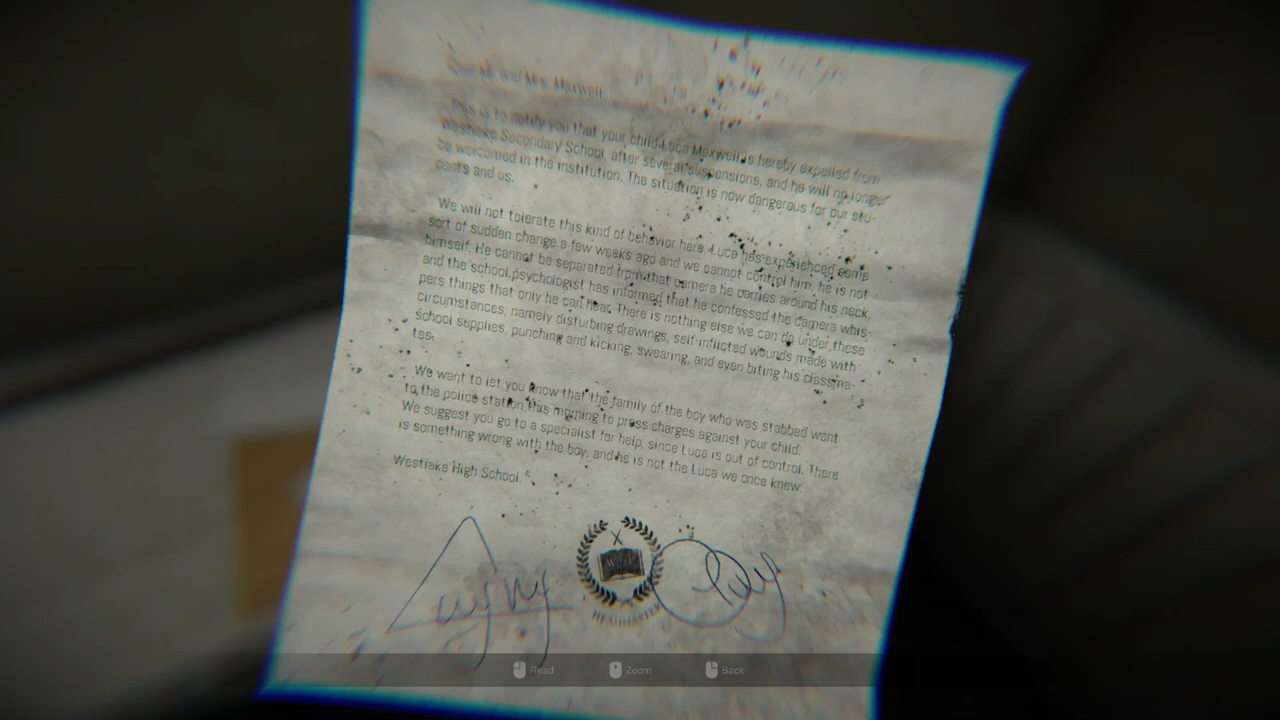 Dear Mr. and Mrs. Maxwell
This is to notify you that your child Luca Maxwell is hereby expelled from
Westlake Secondary School, after several suspensions, and he will no longer
be welcomed in the institution. The situation is now dangerous for our stu-
dents and us.
We will not tolerate this kind of behavior here. Luca has experienced some
sort of sudden change a few weeks ago and we cannot control him, he is not
himself. He cannot be separated from that camera he carries around his neck,
and the school psychologist has informed that he confessed the camera whis-
pers things that only he can hear. There is nothing else we can do under these
circumstances, namely disturbing drawings, self-inflicted wounds made with
school supplies, punching and kicking, swearing, and even biting his classma-
tes.
We want to let you know that the family of the boy who was stabbed went
to the police station this morning to press charges against your child.
We suggest you go to a specialist for help, since Luca is out of control. There
is something wrong with the boy, and he is not the Luca we once knew.
Westlake High School.
HEADMASTER
Read Zoom Back